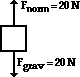 Fnorm = 20 N
Fgrav = 20 N